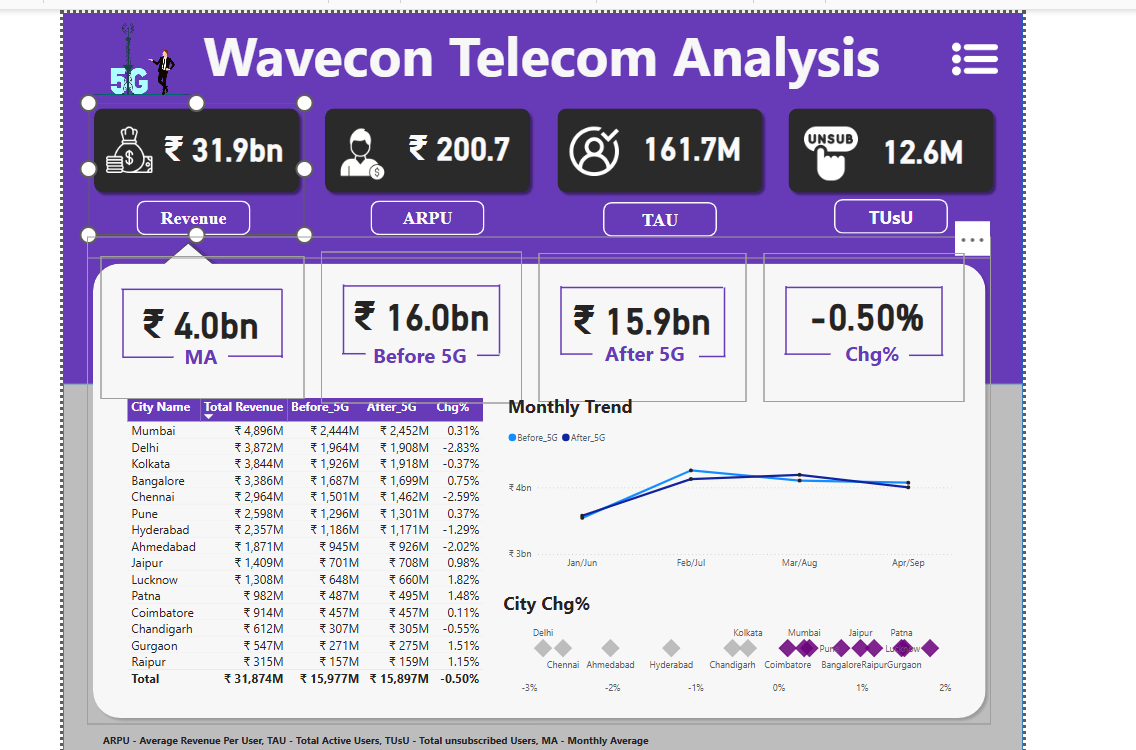 5G
Wavecon Telecom Analysis
₹ 31.9bn
₹ 200.7
161.7M
UNSUB
12.6M
Revenue
ARPU
TAU
TUsU
₹ 4.0bn
MA
₹ 16.0bn
Before 5G
₹ 15.9bn
After 5G
-0.50%
Chg%
City Name Total Revenue Before_5G After_5G Chg%
Mumbai ₹ 4,896M ₹ 2,444M ₹ 2,452M 0.31%
Delhi ₹ 3,872M ₹ 1,964M ₹ 1,908M -2.83%
Kolkata ₹ 3,844M ₹ 1,926M ₹ 1,918M -0.37%
Bangalore ₹ 3,386M ₹ 1,687M ₹ 1,699M 0.75%
Chennai ₹ 2,964M ₹ 1,501M ₹ 1,462M -2.59%
Pune ₹ 2,598M ₹ 1,296M ₹ 1,301M 0.37%
Hyderabad ₹ 2,357M ₹ 1,186M ₹ 1,171M -1.29%
Ahmedabad ₹ 1,871M ₹ 945M ₹ 926M -2.02%
Jaipur ₹ 1,409M ₹ 701M ₹ 708M 0.98%
Lucknow ₹ 1,308M ₹ 648M ₹ 660M 1.82%
Patna ₹ 982M ₹ 487M ₹ 495M 1.48%
Coimbatore ₹ 914M ₹ 457M ₹ 457M 0.11%
Chandigarh ₹ 612M ₹ 307M ₹ 305M -0.55%
Gurgaon ₹ 547M ₹ 271M ₹ 275M 1.51%
Raipur ₹ 315M ₹ 157M ₹ 159M 1.15%
Total ₹ 31,874M ₹ 15,977M ₹ 15,897M -0.50%
Monthly Trend
Before_5G After_5G
₹ 4bn
₹ 3bn
Jan/Jun Feb/Jul Mar/Aug Apr/Sep
City Chg%
Delhi Kolkata Mumbai Jaipur Patna
Pun Lucknow
Chennai Ahmedabad Hyderabad Chandigarh Coimbatore Bangalore Raipur Gurgaon
-3% -2% -1% 0% 1% 2%
ARPU - Average Revenue Per User, TAU - Total Active Users, TUsU - Total unsubscribed Users, MA - Monthly Average